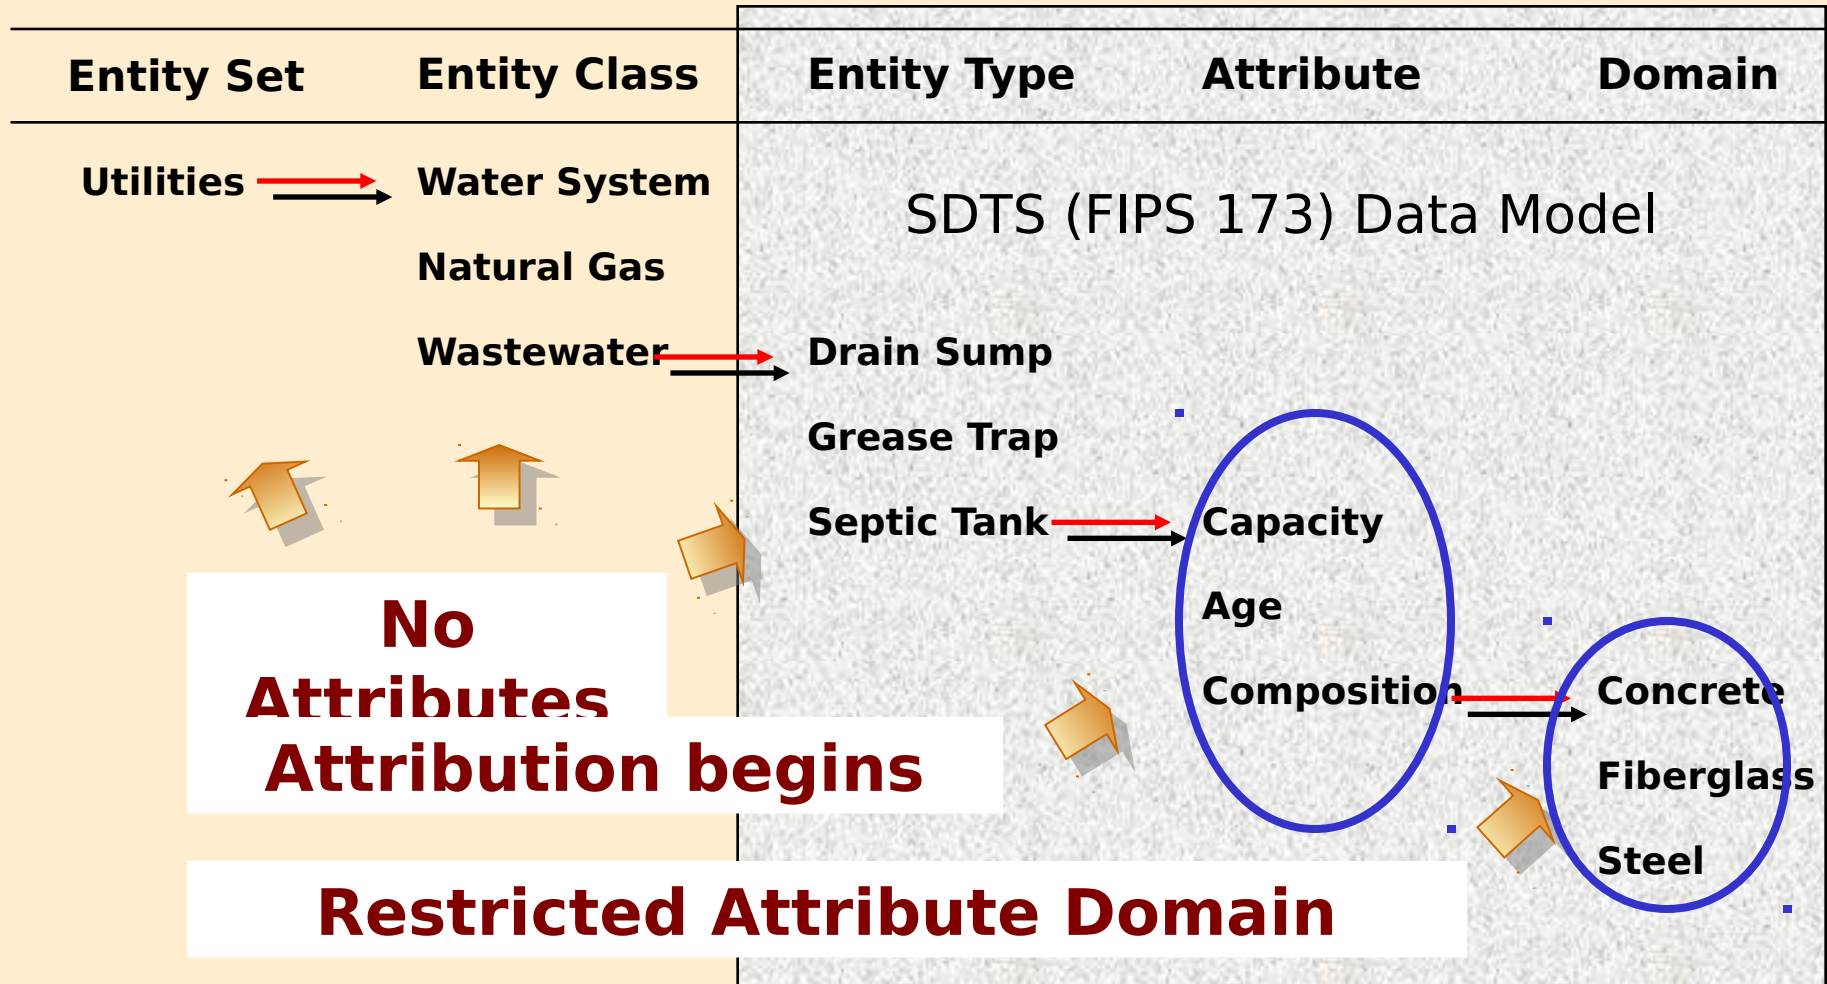 Entity Set Entity Class Entity Type Attribute Domain
Utilities Water System
SDTS (FIPS 173) Data Model
Natural Gas
Wastewater Drain Sump
Grease Trap
Septic Tank Capacity
Age
Composition Concrete
Fiberglass
Steel
No
Attributes
Attribution begins
Restricted Attribute Domain